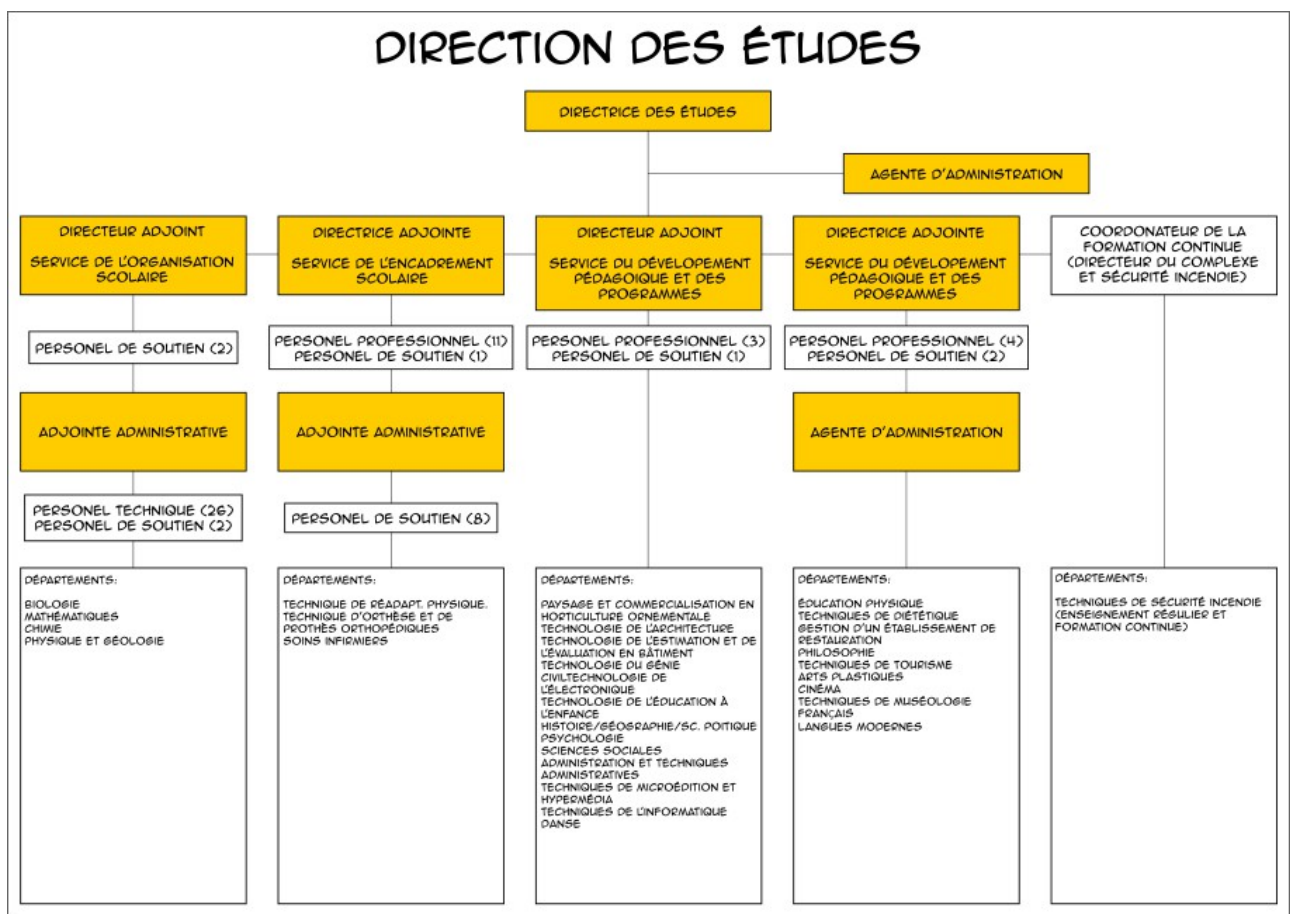 DIRECTION DES ÉTUDES
DIRECTRICE DES ÉTUDES
AGENTE D'ADMINISTRATION
DIRECTEUR ADJOINT
SERVICE DE L'ORGANISATION
SCOLAIRE
DIRECTRICE ADJOINTE
SERVICE DE L'ENCADREMENT
SCOLAIRE
DIRECTEUR ADJOINT
SERVICE DU DÉVELOPEMENT
PÉDAGOIQUE ET DES
PROGRAMMES
DIRECTRICE ADJOINTE
SERVICE DU DÉVELOPEMENT
PÉDAGOIQUE ET DES
PROGRAMMES
COORDONATEUR DE LA
FORMATION CONTINUE
(DIRECTEUR DU COMPLEXE
ET SÉCURITÉ INCENDIE)
PERSONEL DE SOUTIEN (2)
PERSONEL PROFESSIONNEL (11)
PERSONEL DE SOUTIEN (1)
PERSONEL PROFESSIONNEL (3)
PERSONEL DE SOUTIEN (1)
PERSONEL PROFESSIONNEL (4)
PERSONEL DE SOUTIEN (2)
ADJOINTE ADMINISTRATIVE
ADJOINTE ADMINISTRATIVE
AGENTE D'ADMINISTRATION
PERSONEL TECHNIQUE (26)
PERSONEL DE SOUTIEN (2)
PERSONEL DE SOUTIEN (8)
DÉPARTEMENTS:
BIOLOGIE
MATHÉMATIQUES
CHIMIE
PHYSIQUE ET GÉOLOGIE
DÉPARTEMENTS:
TECHNIQUE DE RÉADAPT. PHYSIQUE.
TECHNIQUE D'ORTHÈSE ET DE
PROTHÈS ORTHOPÉDIQUES
SOINS INFIRMIERS
DÉPARTEMENTS:
PAYSAGE ET COMMERCIALISATION EN
HORTICULTURE ORNEMENTALE
TECHNOLOGIE DE L'ARCHITECTURE
TECHNOLOGIE DE L'ESTIMATION ET DE
L'ÉVALUATION EN BÂTIMENT
TECHNOLOGIE DU GÉNIE
CIVILTECHNOLOGIE DE
L'ÉLECTRONIQUE
TECHNOLOGIE DE L'ÉDUCATION À
L'ENFANCE
HISTOIRE/GÉOGRAPHIE/SC. POITIQUE
PSYCHOLOGIE
SCIENCES SOCIALES
ADMINISTRATION ET TECHNIQUES
ADMINISTRATIVES
TECHNIQUES DE MICROÉDITION ET
HYPERMÉDIA
TECHNIQUES DE L'INFORMATIQUE
DANSE
DÉPARTEMENTS:
ÉDUCATION PHYSIQUE
TECHNIQUES DE DIÉTÉTIQUE
GESTION D'UN ÉTABLISSEMENT DE
RESTAURATION
PHILOSOPHIE
TECHNIQUES DE TOURISME
ARTS PLASTIQUES
CINÉMA
TECHNIQUES DE MUSÉOLOGIE
FRANÇAIS
LANGUES MODERNES
DÉPARTEMENTS:
TECHNIQUES DE SÉCURITÉ INCENDIE
(ENSEIGNEMENT RÉGULIER ET
FORMATION CONTINUE)